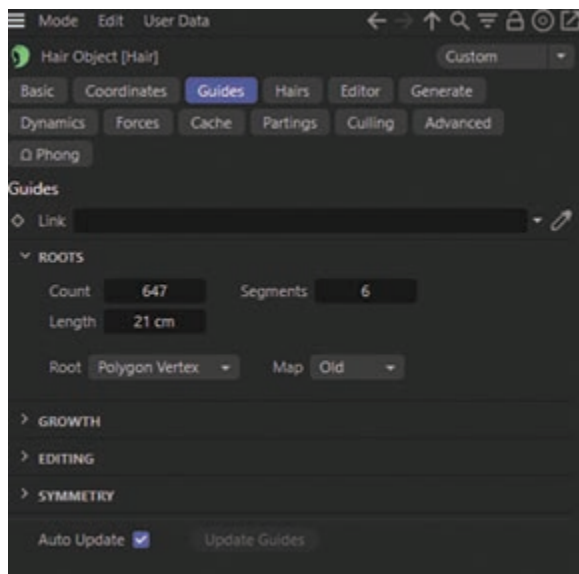 Mode Edit User Data
Hair Object [Hair] Custom
Basic Coordinates Guides Hairs Editor Generate
Dynamics Forces Cache Partings Culling Advanced
Phong
Guides
Link
ROOTS
Count 647 Segments 6
Length 21 cm
Root Polygon Vertex Map Old
GROWTH
EDITING
SYMMETRY
Auto Update Update Guides